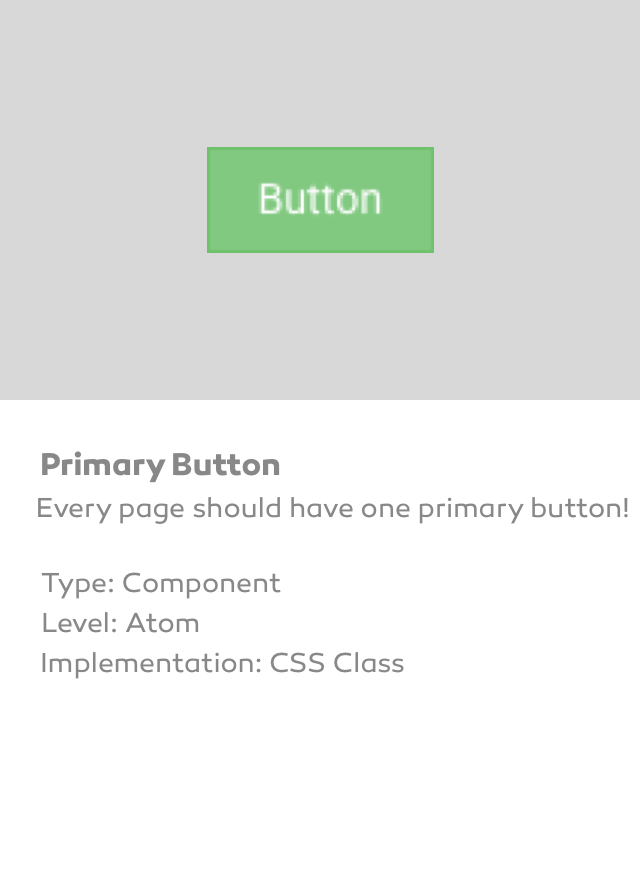 Button
Primary Button
Every page should have one primary button!
Type: Component
Level: Atom
Implementation: CSS Class